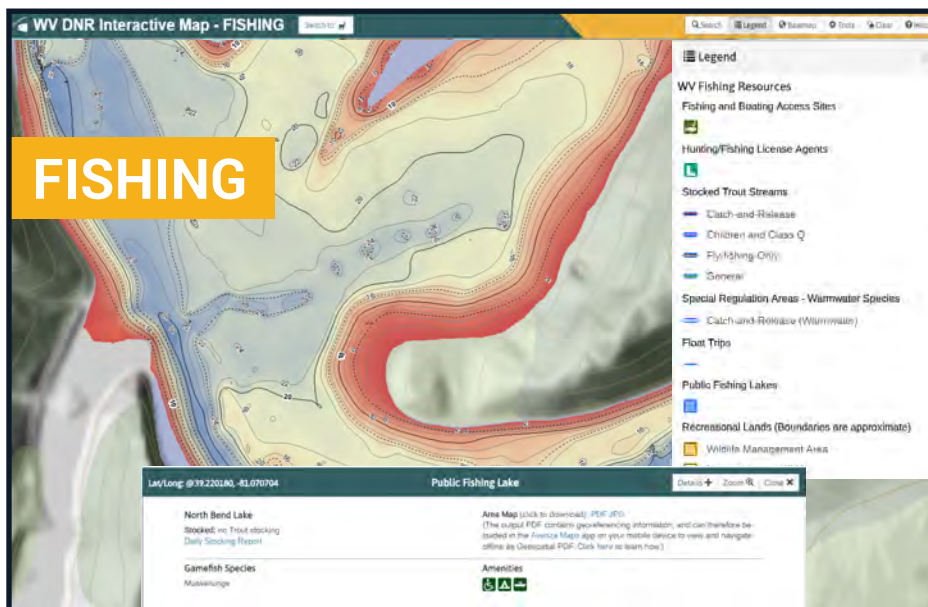 WV DNR Interactive Map - FISHING
Switch to
Search
Legend
Basemap
Tools
Clear
FISHING
Legend
WV Fishing Resources
Fishing and Boating Access Sites
Hunting/Fishing License Agents
L
Stocked Trout Streams
Catch-and-Release
Children and Class Q
Fly-fishing-Only
General
Special Regulation Areas - Warmwater Species
Catch-and-Release (Warmwater)
Float Trips
Public Fishing Lakes
Recreational Lands (Boundaries are approximate)
Wildlife Management Area
Lat/Long: @39.220180, -81.070704
Public Fishing Lake
Details
Zoom
Close
North Bend Lake
Stocked: no Trout stocking
Daily Stocking Report
Gamefish Species
Muskellunge
Area Map (click to download): PDF JPG
(The output PDF contains georeferencing information, and can therefore be
loaded in the Avenza Maps app on your mobile device to view and navigate
offline as Geospatial PDF. Click here to learn how.)
Amenities
20